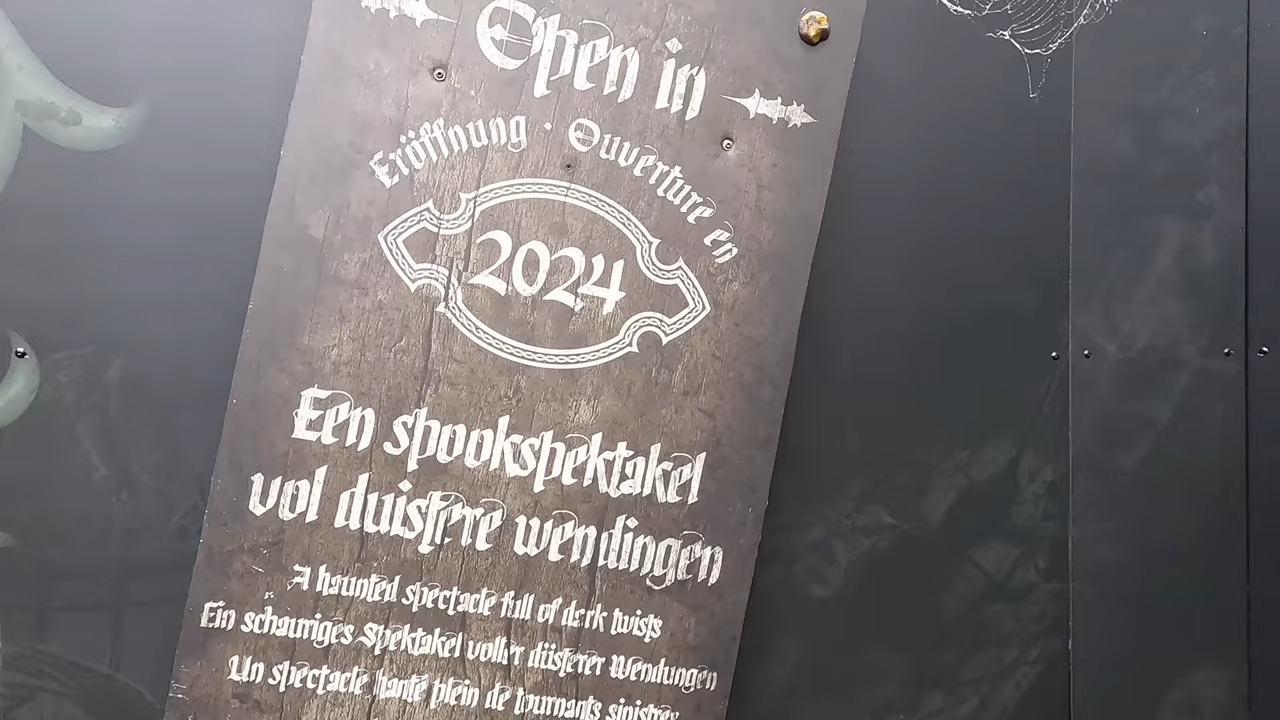 Open in
Eröffnung · Ouverture en
2024
Een spookspektakel
vol duistere wendingen
A haunted spectacle full of dark twists
Ein schauriges Spektakel voller düsterer Wendungen
Un spectacle hanté plein de tournants sinistres